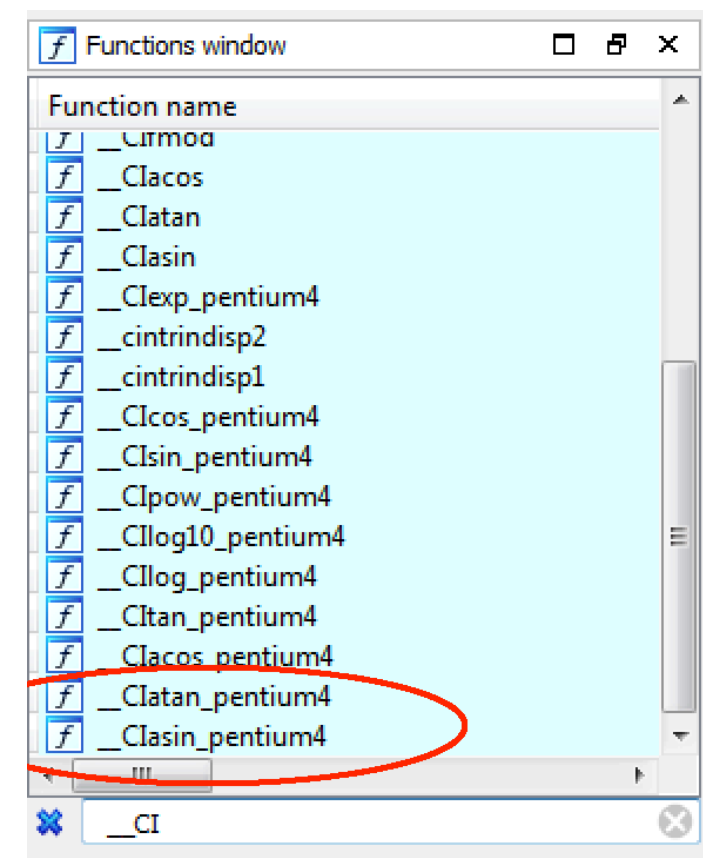 Functions window
Function name
__CIfmod
__CIacos
__CIatan
__CIasin
__CIexp_pentium4
__cintrindisp2
__cintrindisp1
__CIcos_pentium4
__CIsin_pentium4
__CIpow_pentium4
__CIlog10_pentium4
__CIlog_pentium4
__CItan_pentium4
__CIacos_pentium4
__CIatan_pentium4
__CIasin_pentium4
__CI